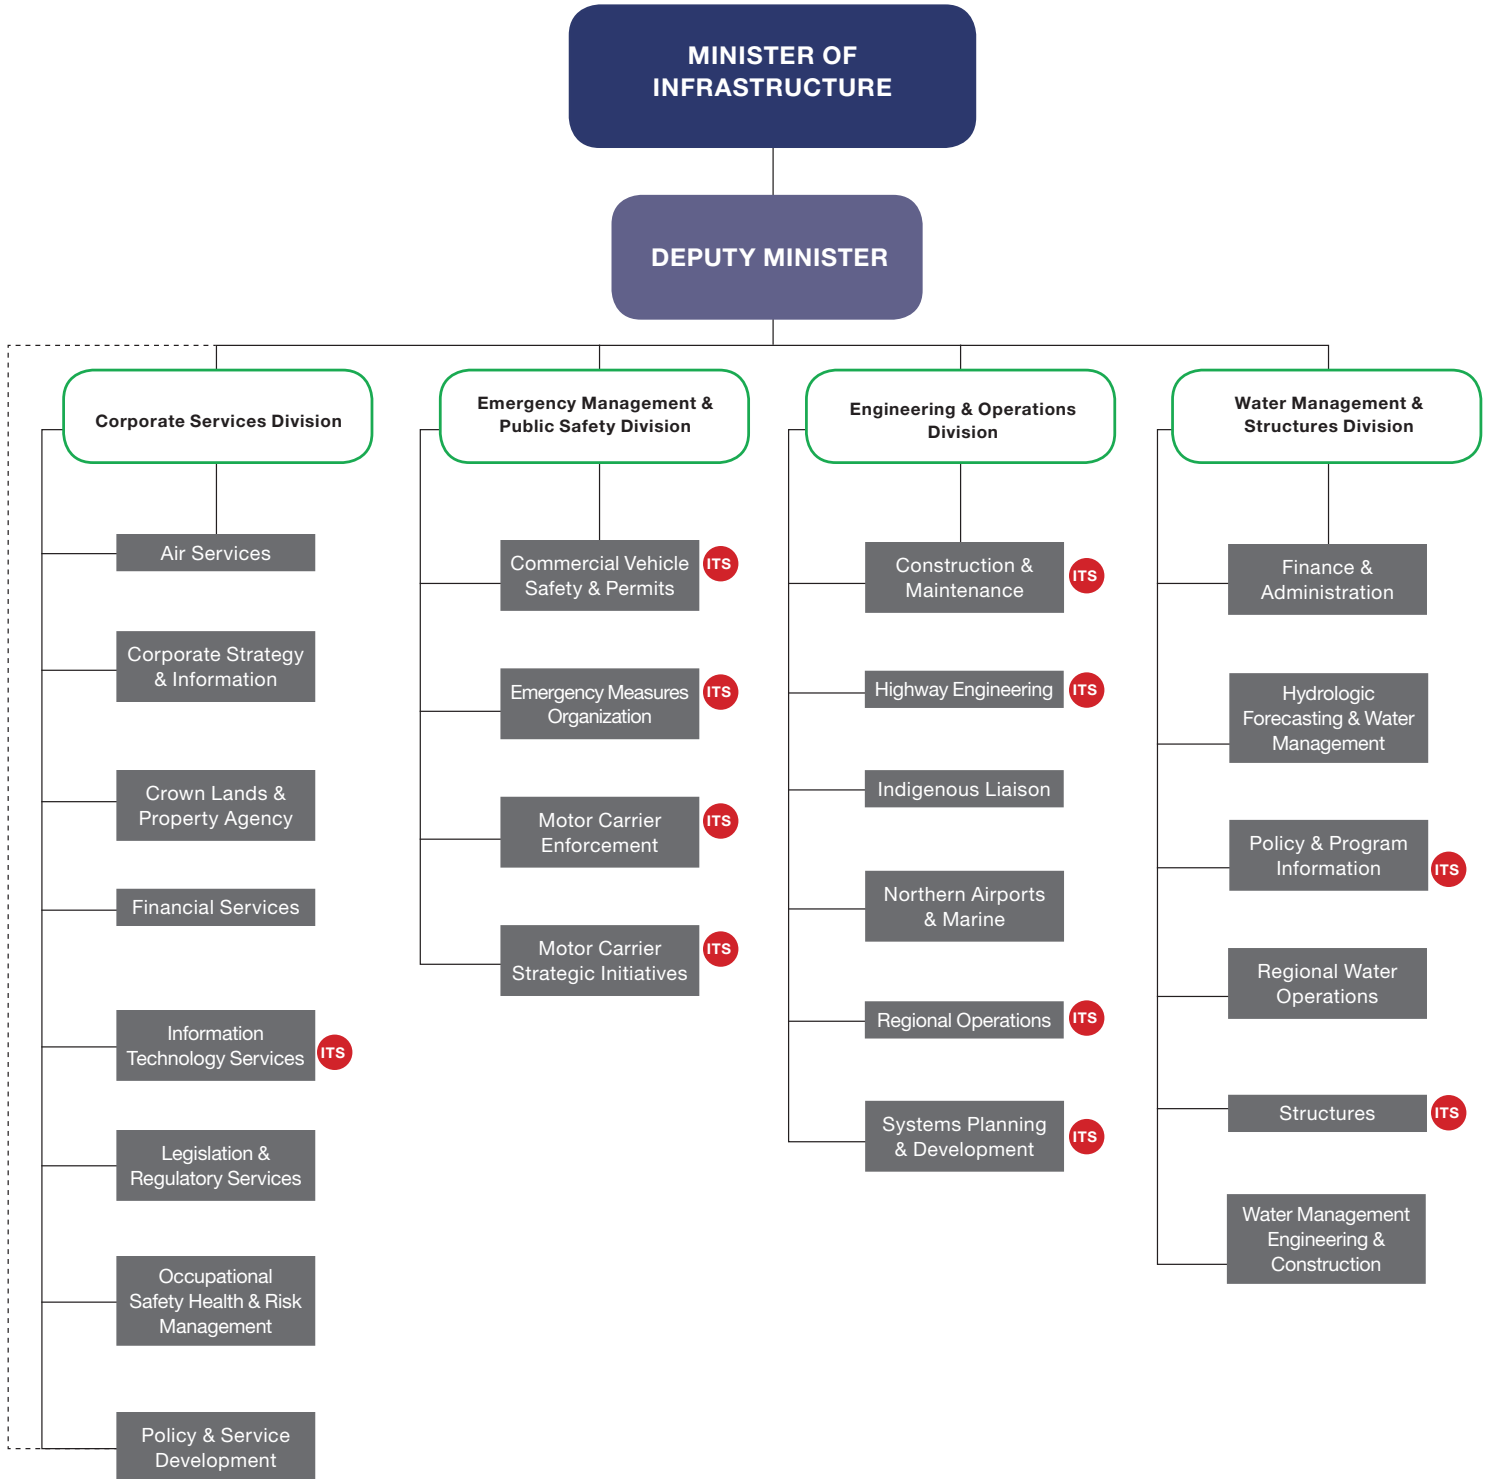 MINISTER OF
INFRASTRUCTURE
DEPUTY MINISTER
Corporate Services Division
Air Services
Corporate Strategy
& Information
Crown Lands &
Property Agency
Financial Services
Information
Technology Services
ITS
Legislation &
Regulatory Services
Occupational
Safety Health & Risk
Management
Policy & Service
Development
Emergency Management &
Public Safety Division
Commercial Vehicle
Safety & Permits
ITS
Emergency Measures
Organization
ITS
Motor Carrier
Enforcement
ITS
Motor Carrier
Strategic Initiatives
ITS
Engineering & Operations
Division
Construction &
Maintenance
ITS
Highway Engineering
ITS
Indigenous Liaison
Northern Airports
& Marine
Regional Operations
ITS
Systems Planning
& Development
ITS
Water Management &
Structures Division
Finance &
Administration
Hydrologic
Forecasting & Water
Management
Policy & Program
Information
ITS
Regional Water
Operations
Structures
ITS
Water Management
Engineering &
Construction